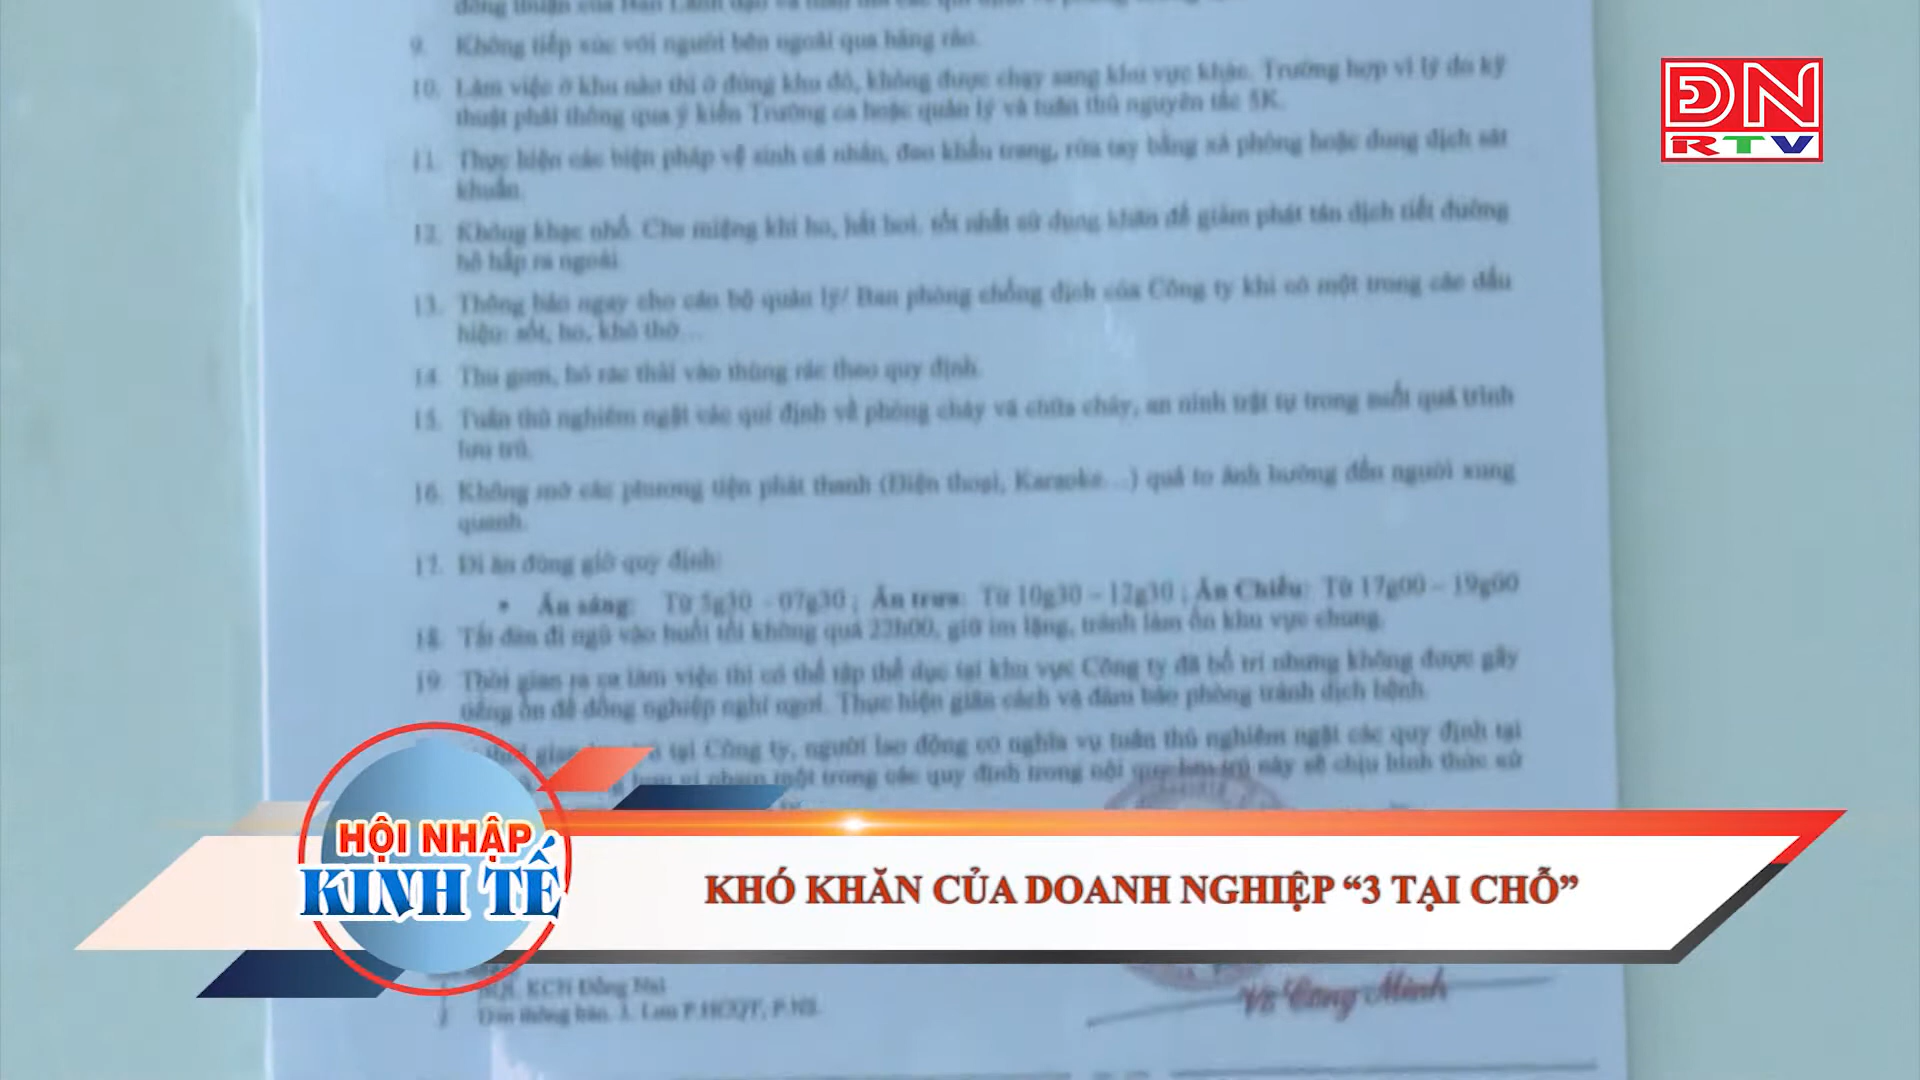 9. Không tiếp xúc với người bên ngoài qua hàng rào.
10. Làm việc ở khu nào thì ở đúng khu đó, không được chạy sang khu vực khác. Trường hợp vì lý do kỹ
thuật phải thông qua ý kiến Trưởng ca hoặc quản lý và tuân thủ nguyên tắc 5K.
11. Thực hiện các biện pháp vệ sinh cá nhân, đeo khẩu trang, rửa tay bằng xà phòng hoặc dung dịch sát
khuẩn.
12. Không khạc nhổ. Che miệng khi ho, hắt hơi, tốt nhất sử dụng khăn để giảm phát tán dịch tiết đường
hô hấp ra ngoài.
13. Thông báo ngay cho cán bộ quản lý/ Ban phòng chống dịch của Công ty khi có một trong các dấu
hiệu: sốt, ho, khó thở…
14. Thu gom, bỏ rác thải vào thùng rác theo quy định.
15. Tuân thủ nghiêm ngặt các qui định về phòng cháy và chữa cháy, an ninh trật tự trong suốt quá trình
lưu trú.
16. Không mở các phương tiện phát thanh (Điện thoại, Karaoke…) quá to ảnh hưởng đến người xung
quanh.
17. Đi ăn đúng giờ quy định:
• Ăn sáng: Từ 5g30 - 07g30 ; Ăn trưa: Từ 10g30 – 12g30 ; Ăn Chiều: Từ 17g00 – 19g00
18. Tắt đèn đi ngủ vào buổi tối không quá 22h00, giữ im lặng, tránh làm ồn khu vực chung.
19. Thời gian ra ca làm việc thì có thể tập thể dục tại khu vực Công ty đã bố trí nhưng không được gây
tiếng ồn để đồng nghiệp nghỉ ngơi. Thực hiện giãn cách và đảm bảo phòng tránh dịch bệnh.
tại Công ty, người lao động có nghĩa vụ tuân thủ nghiêm ngặt các quy định tại
vi phạm một trong các quy định trong nội quy lưu trú này sẽ chịu hình thức xử
KCN Đồng Nai
Võ Công Minh
ĐN
RTV
HỘI NHẬP
KINH TẾ
KHÓ KHĂN CỦA DOANH NGHIỆP “3 TẠI CHỖ”